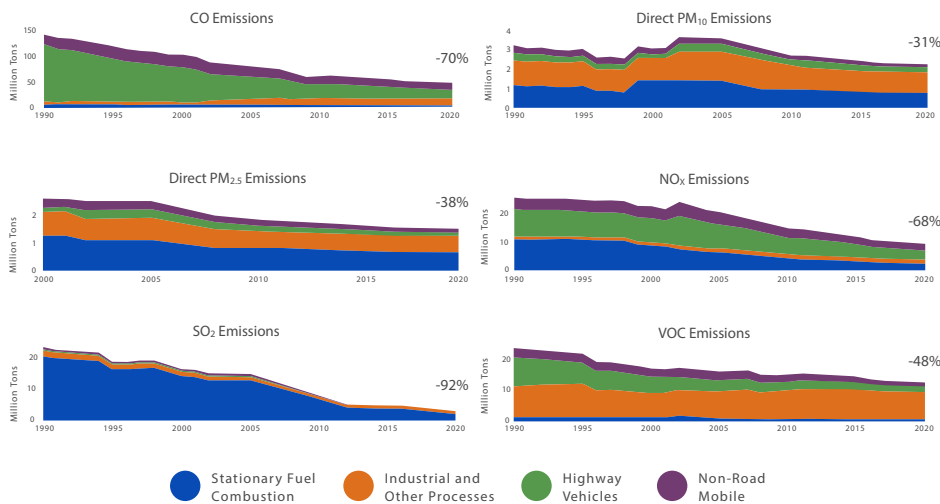 CO Emissions
150
100
50
0
Million Tons
-70%
1990 1995 2000 2005 2010 2015 2020
Direct PM₁₀ Emissions
4
3
2
1
0
Million Tons
-31%
1990 1995 2000 2005 2010 2015 2020
Direct PM₂.₅ Emissions
2
1
0
Million Tons
-38%
2000 2005 2010 2015 2020
NOₓ Emissions
20
10
0
Million Tons
-68%
1990 1995 2000 2005 2010 2015 2020
SO₂ Emissions
20
10
0
Million Tons
-92%
1990 1995 2000 2005 2010 2015 2020
VOC Emissions
20
10
0
Million Tons
-48%
1990 1995 2000 2005 2010 2015 2020
Stationary Fuel
Combustion
Industrial and
Other Processes
Highway
Vehicles
Non-Road
Mobile